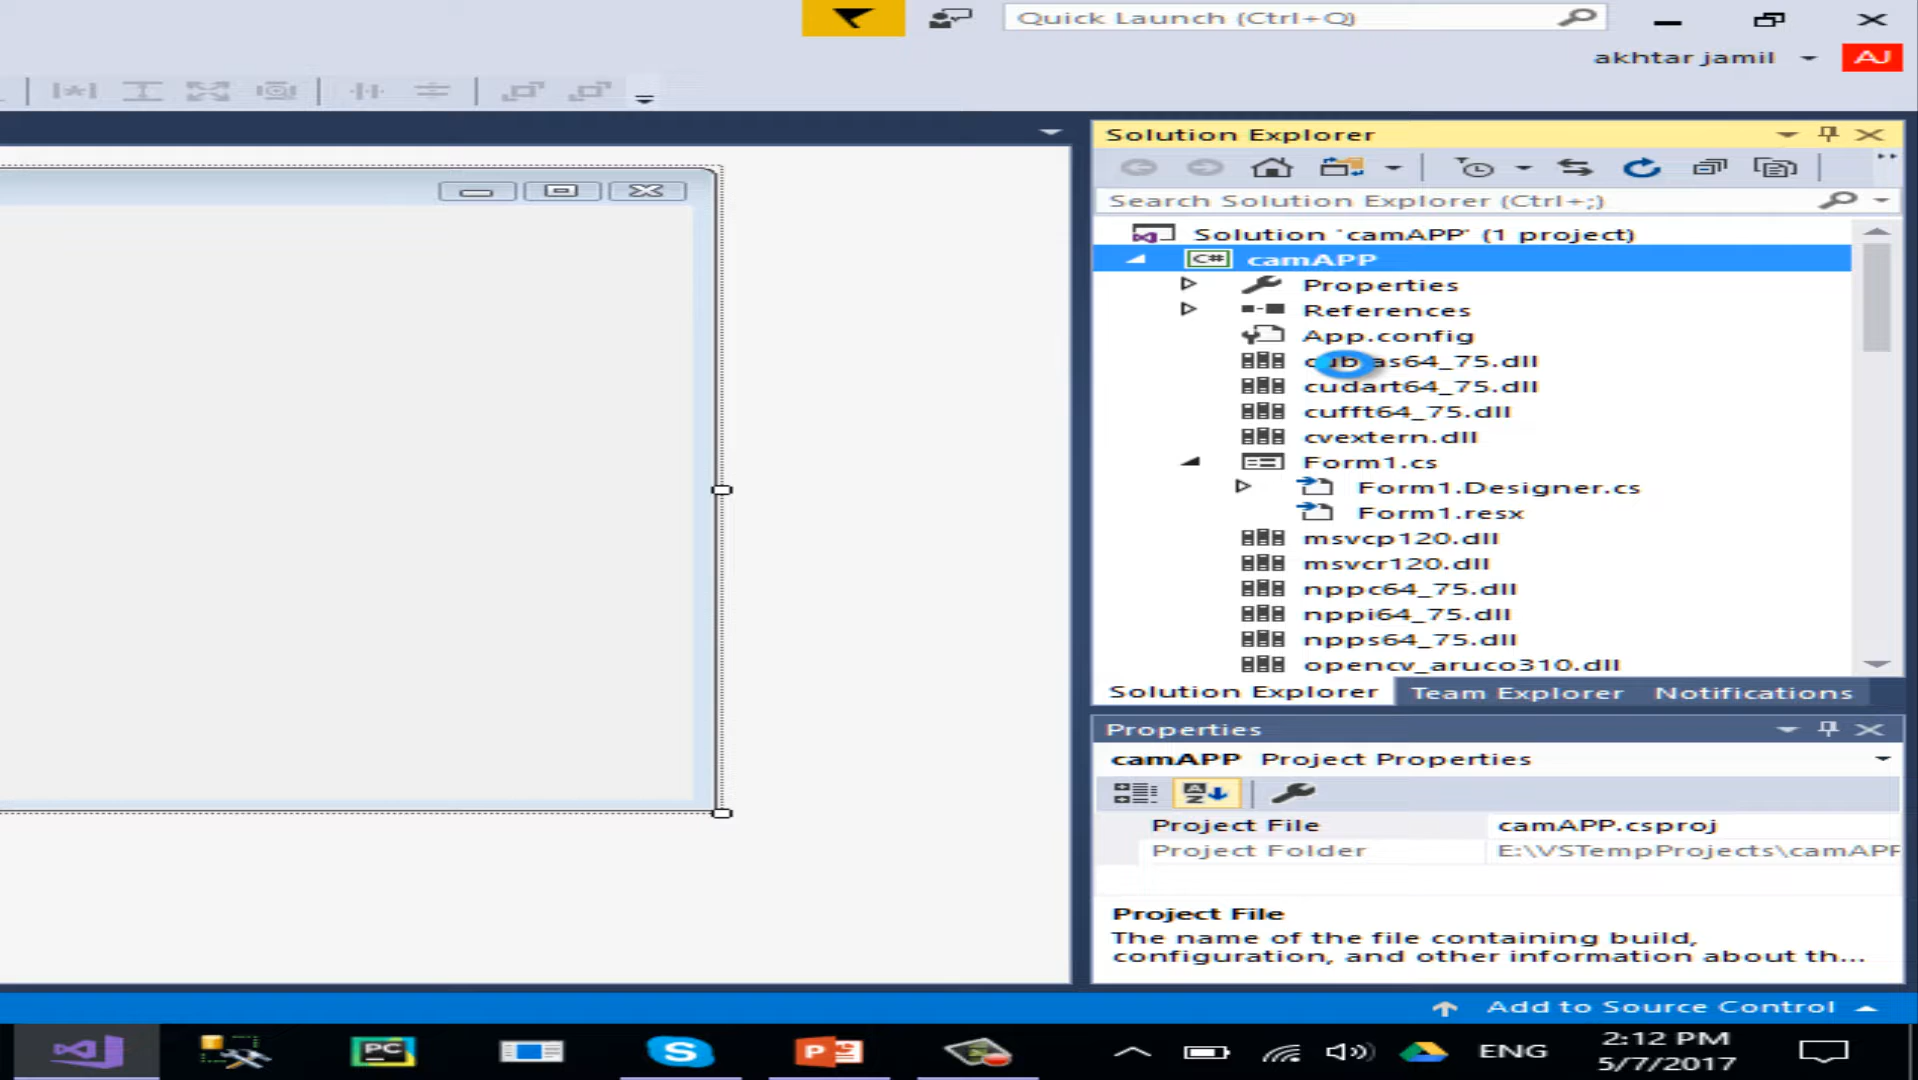 Quick Launch (Ctrl+Q)
akhtar jamil
AJ
Solution Explorer
Search Solution Explorer (Ctrl+;)
Solution 'camAPP' (1 project)
C# camAPP
Properties
References
App.config
cublas64_75.dll
cudart64_75.dll
cufft64_75.dll
cvextern.dll
Form1.cs
Form1.Designer.cs
Form1.resx
msvcp120.dll
msvcr120.dll
nppc64_75.dll
nppi64_75.dll
npps64_75.dll
opencv_aruco310.dll
Solution Explorer Team Explorer Notifications
Properties
camAPP Project Properties
Project File camAPP.csproj
Project Folder E:\VSTempProjects\camAPP
Project File
The name of the file containing build,
configuration, and other information about th...
Add to Source Control
PC
S
P
ENG
2:12 PM
5/7/2017